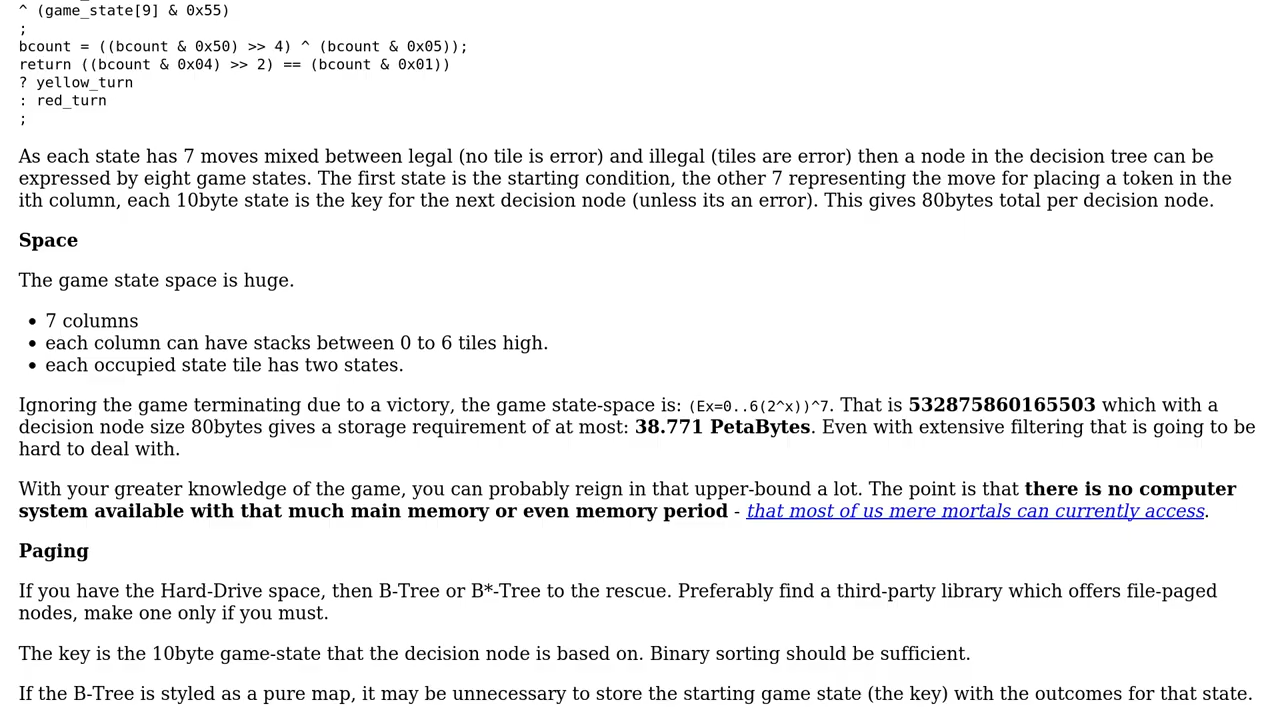 ^ (game_state[9] & 0x55)
;
bcount = ((bcount & 0x50) >> 4) ^ (bcount & 0x05));
return ((bcount & 0x04) >> 2) == (bcount & 0x01))
? yellow_turn
: red_turn
;
As each state has 7 moves mixed between legal (no tile is error) and illegal (tiles are error) then a node in the decision tree can be
expressed by eight game states. The first state is the starting condition, the other 7 representing the move for placing a token in the
ith column, each 10byte state is the key for the next decision node (unless its an error). This gives 80bytes total per decision node.
Space
The game state space is huge.
• 7 columns
• each column can have stacks between 0 to 6 tiles high.
• each occupied state tile has two states.
Ignoring the game terminating due to a victory, the game state-space is: (Ex=0..6(2^x))^7. That is 532875860165503 which with a
decision node size 80bytes gives a storage requirement of at most: 38.771 PetaBytes. Even with extensive filtering that is going to be
hard to deal with.
With your greater knowledge of the game, you can probably reign in that upper-bound a lot. The point is that there is no computer
system available with that much main memory or even memory period - that most of us mere mortals can currently access.
Paging
If you have the Hard-Drive space, then B-Tree or B*-Tree to the rescue. Preferably find a third-party library which offers file-paged
nodes, make one only if you must.
The key is the 10byte game-state that the decision node is based on. Binary sorting should be sufficient.
If the B-Tree is styled as a pure map, it may be unnecessary to store the starting game state (the key) with the outcomes for that state.